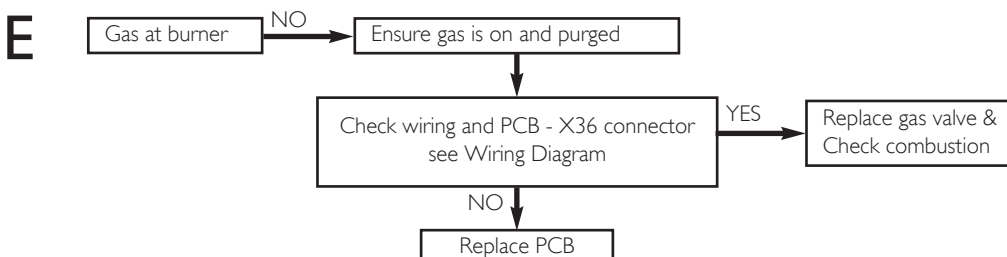 E
Gas at burner
NO
Ensure gas is on and purged
Check wiring and PCB - X36 connector
see Wiring Diagram
YES
Replace gas valve &
Check combustion
NO
Replace PCB